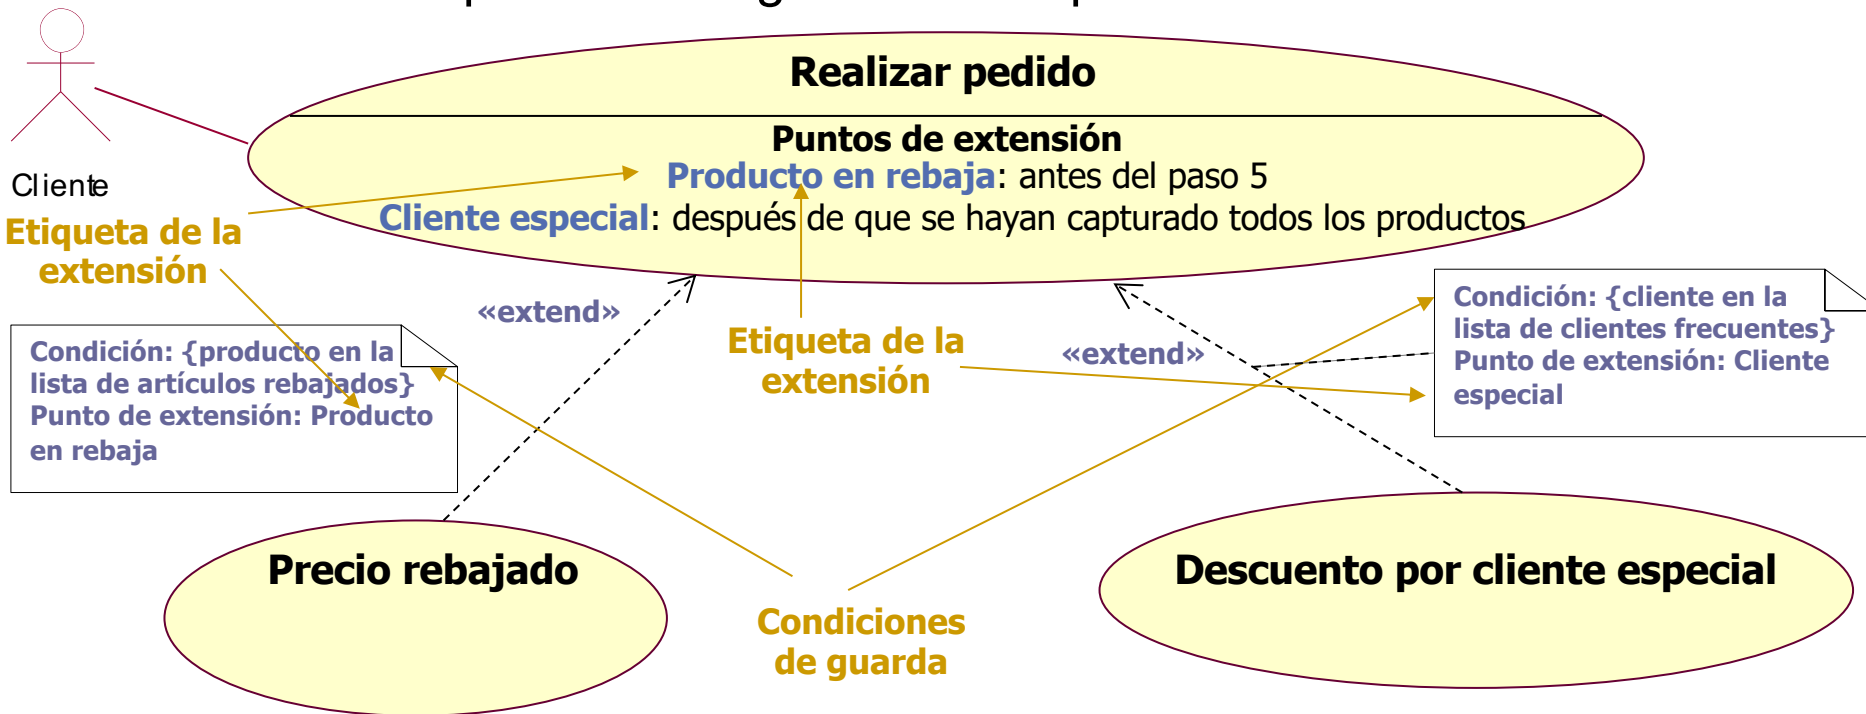 Realizar pedido
Puntos de extensión
Producto en rebaja: antes del paso 5
Cliente especial: después de que se hayan capturado todos los productos
Cliente
Etiqueta de la
extensión
«extend»
Condición: {producto en la
lista de artículos rebajados}
Punto de extensión: Producto
en rebaja
Etiqueta de la
extensión
«extend»
Condición: {cliente en la
lista de clientes frecuentes}
Punto de extensión: Cliente
especial
Precio rebajado
Condiciones
de guarda
Descuento por cliente especial